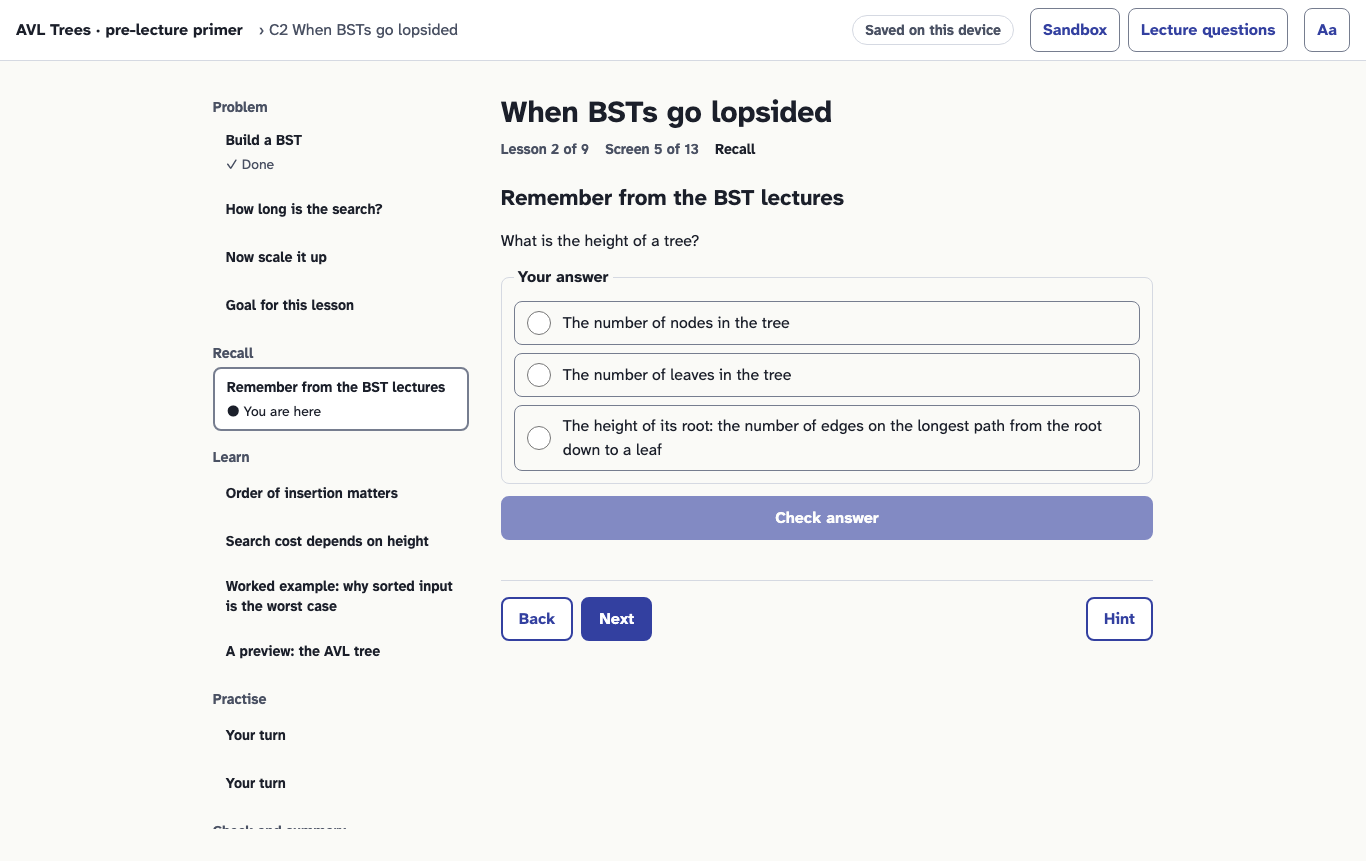 AVL Trees · pre-lecture primer › C2 When BSTs go lopsided
Saved on this device
Sandbox
Lecture questions
Aa
Problem
Build a BST
✓ Done
How long is the search?
Now scale it up
Goal for this lesson
Recall
Remember from the BST lectures
● You are here
Learn
Order of insertion matters
Search cost depends on height
Worked example: why sorted input
is the worst case
A preview: the AVL tree
Practise
Your turn
Your turn
Check and summary
When BSTs go lopsided
Lesson 2 of 9 Screen 5 of 13 Recall
Remember from the BST lectures
What is the height of a tree?
Your answer
The number of nodes in the tree
The number of leaves in the tree
The height of its root: the number of edges on the longest path from the root
down to a leaf
Check answer
Back
Next
Hint